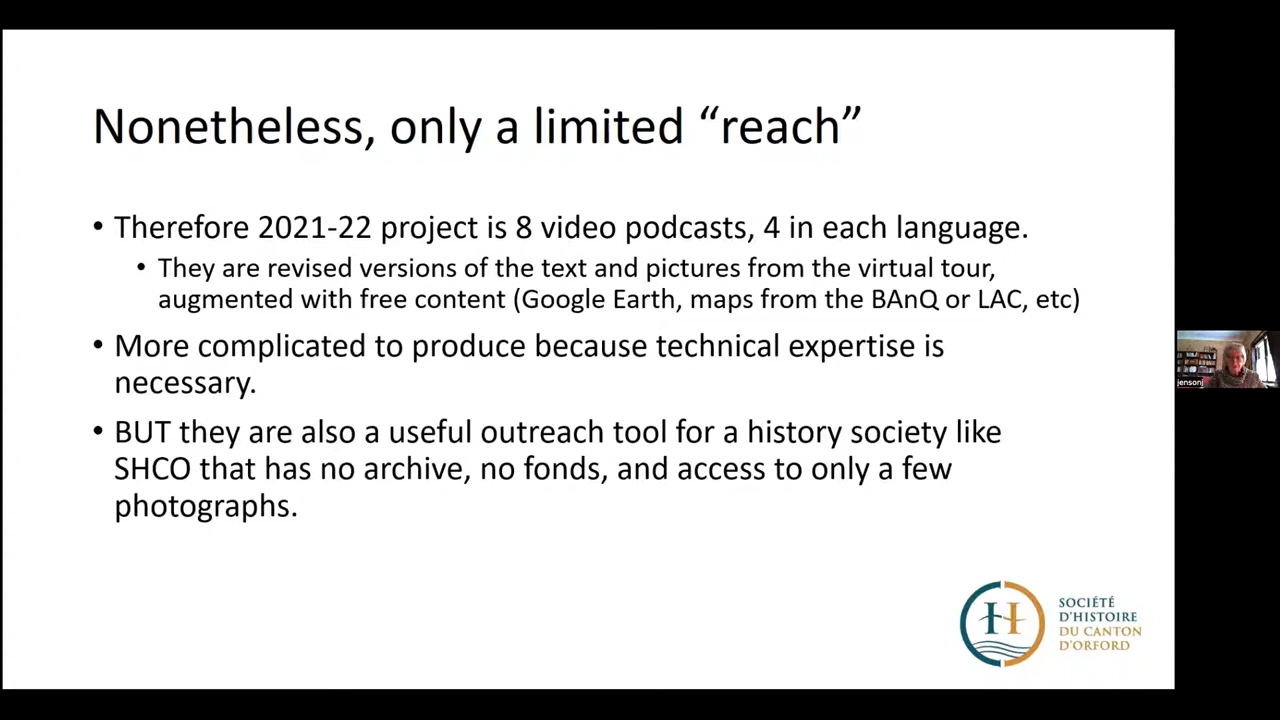 Nonetheless, only a limited “reach”
• Therefore 2021-22 project is 8 video podcasts, 4 in each language.
• They are revised versions of the text and pictures from the virtual tour,
augmented with free content (Google Earth, maps from the BAnQ or LAC, etc)
• More complicated to produce because technical expertise is
necessary.
• BUT they are also a useful outreach tool for a history society like
SHCO that has no archive, no fonds, and access to only a few
photographs.
jensonj
H
SOCIÉTÉ
D'HISTOIRE
DU CANTON
D'ORFORD